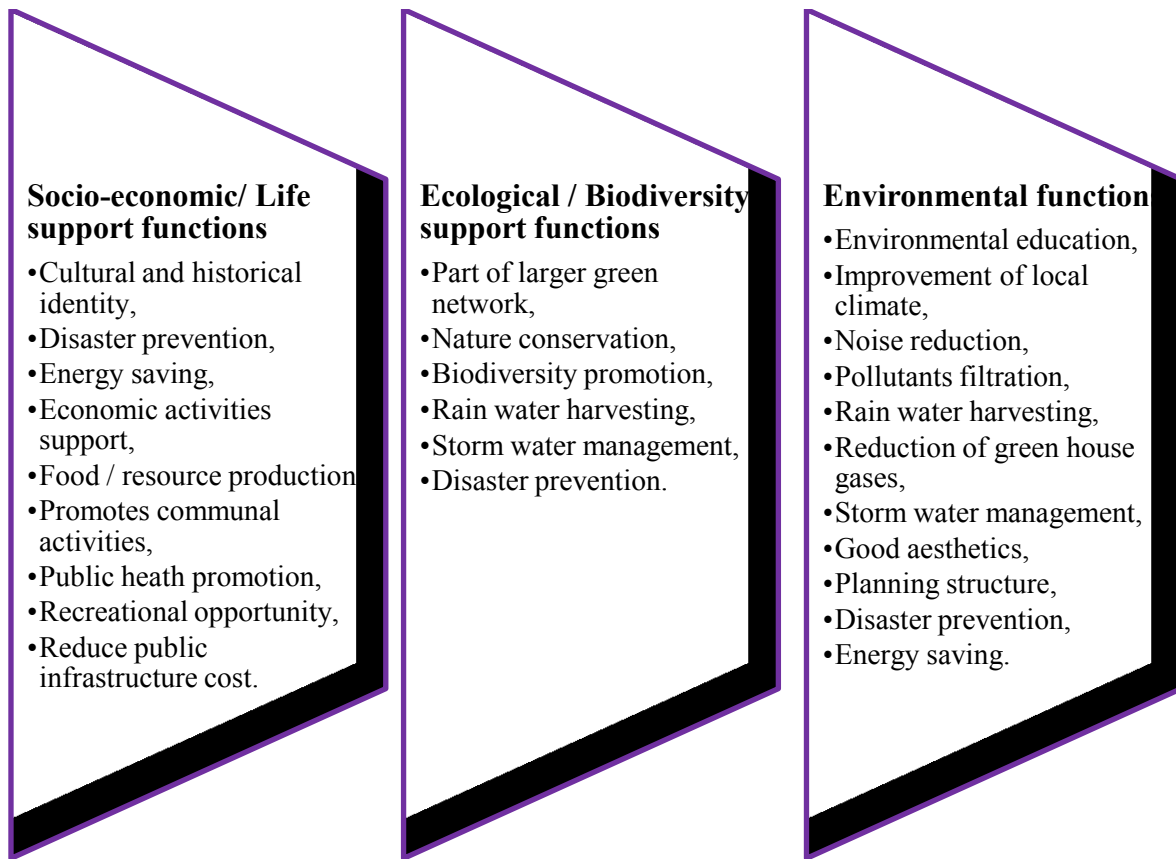 Socio-economic/ Life
support functions
•Cultural and historical
identity,
•Disaster prevention,
•Energy saving,
•Economic activities
support,
•Food / resource production
•Promotes communal
activities,
•Public heath promotion,
•Recreational opportunity,
•Reduce public
infrastructure cost.
Ecological / Biodiversity
support functions
•Part of larger green
network,
•Nature conservation,
•Biodiversity promotion,
•Rain water harvesting,
•Storm water management,
•Disaster prevention.
Environmental function
•Environmental education,
•Improvement of local
climate,
•Noise reduction,
•Pollutants filtration,
•Rain water harvesting,
•Reduction of green house
gases,
•Storm water management,
•Good aesthetics,
•Planning structure,
•Disaster prevention,
•Energy saving.